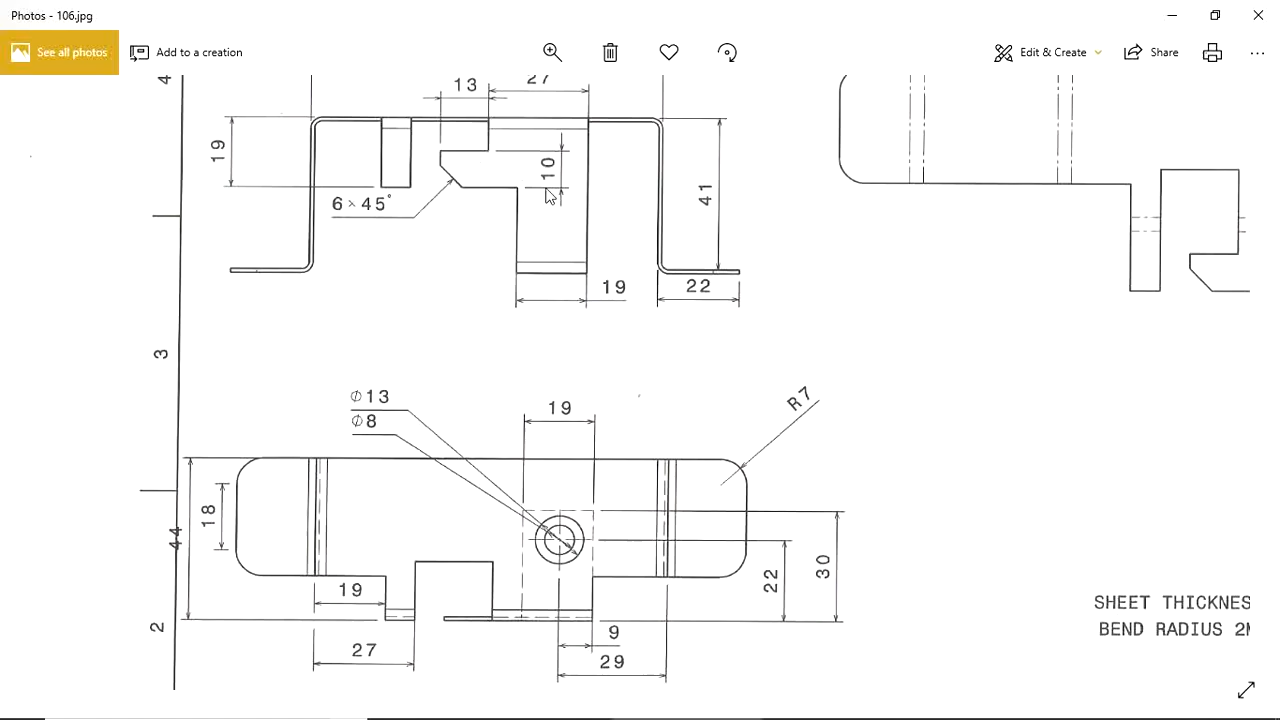 Photos - 106.jpg
See all photos
Add to a creation
Edit & Create
Share
4
13
27
19
10
6×45°
41
19
22
3
Ø13
Ø8
19
R7
18
44
19
27
22
30
9
29
2
SHEET THICKNES
BEND RADIUS 2